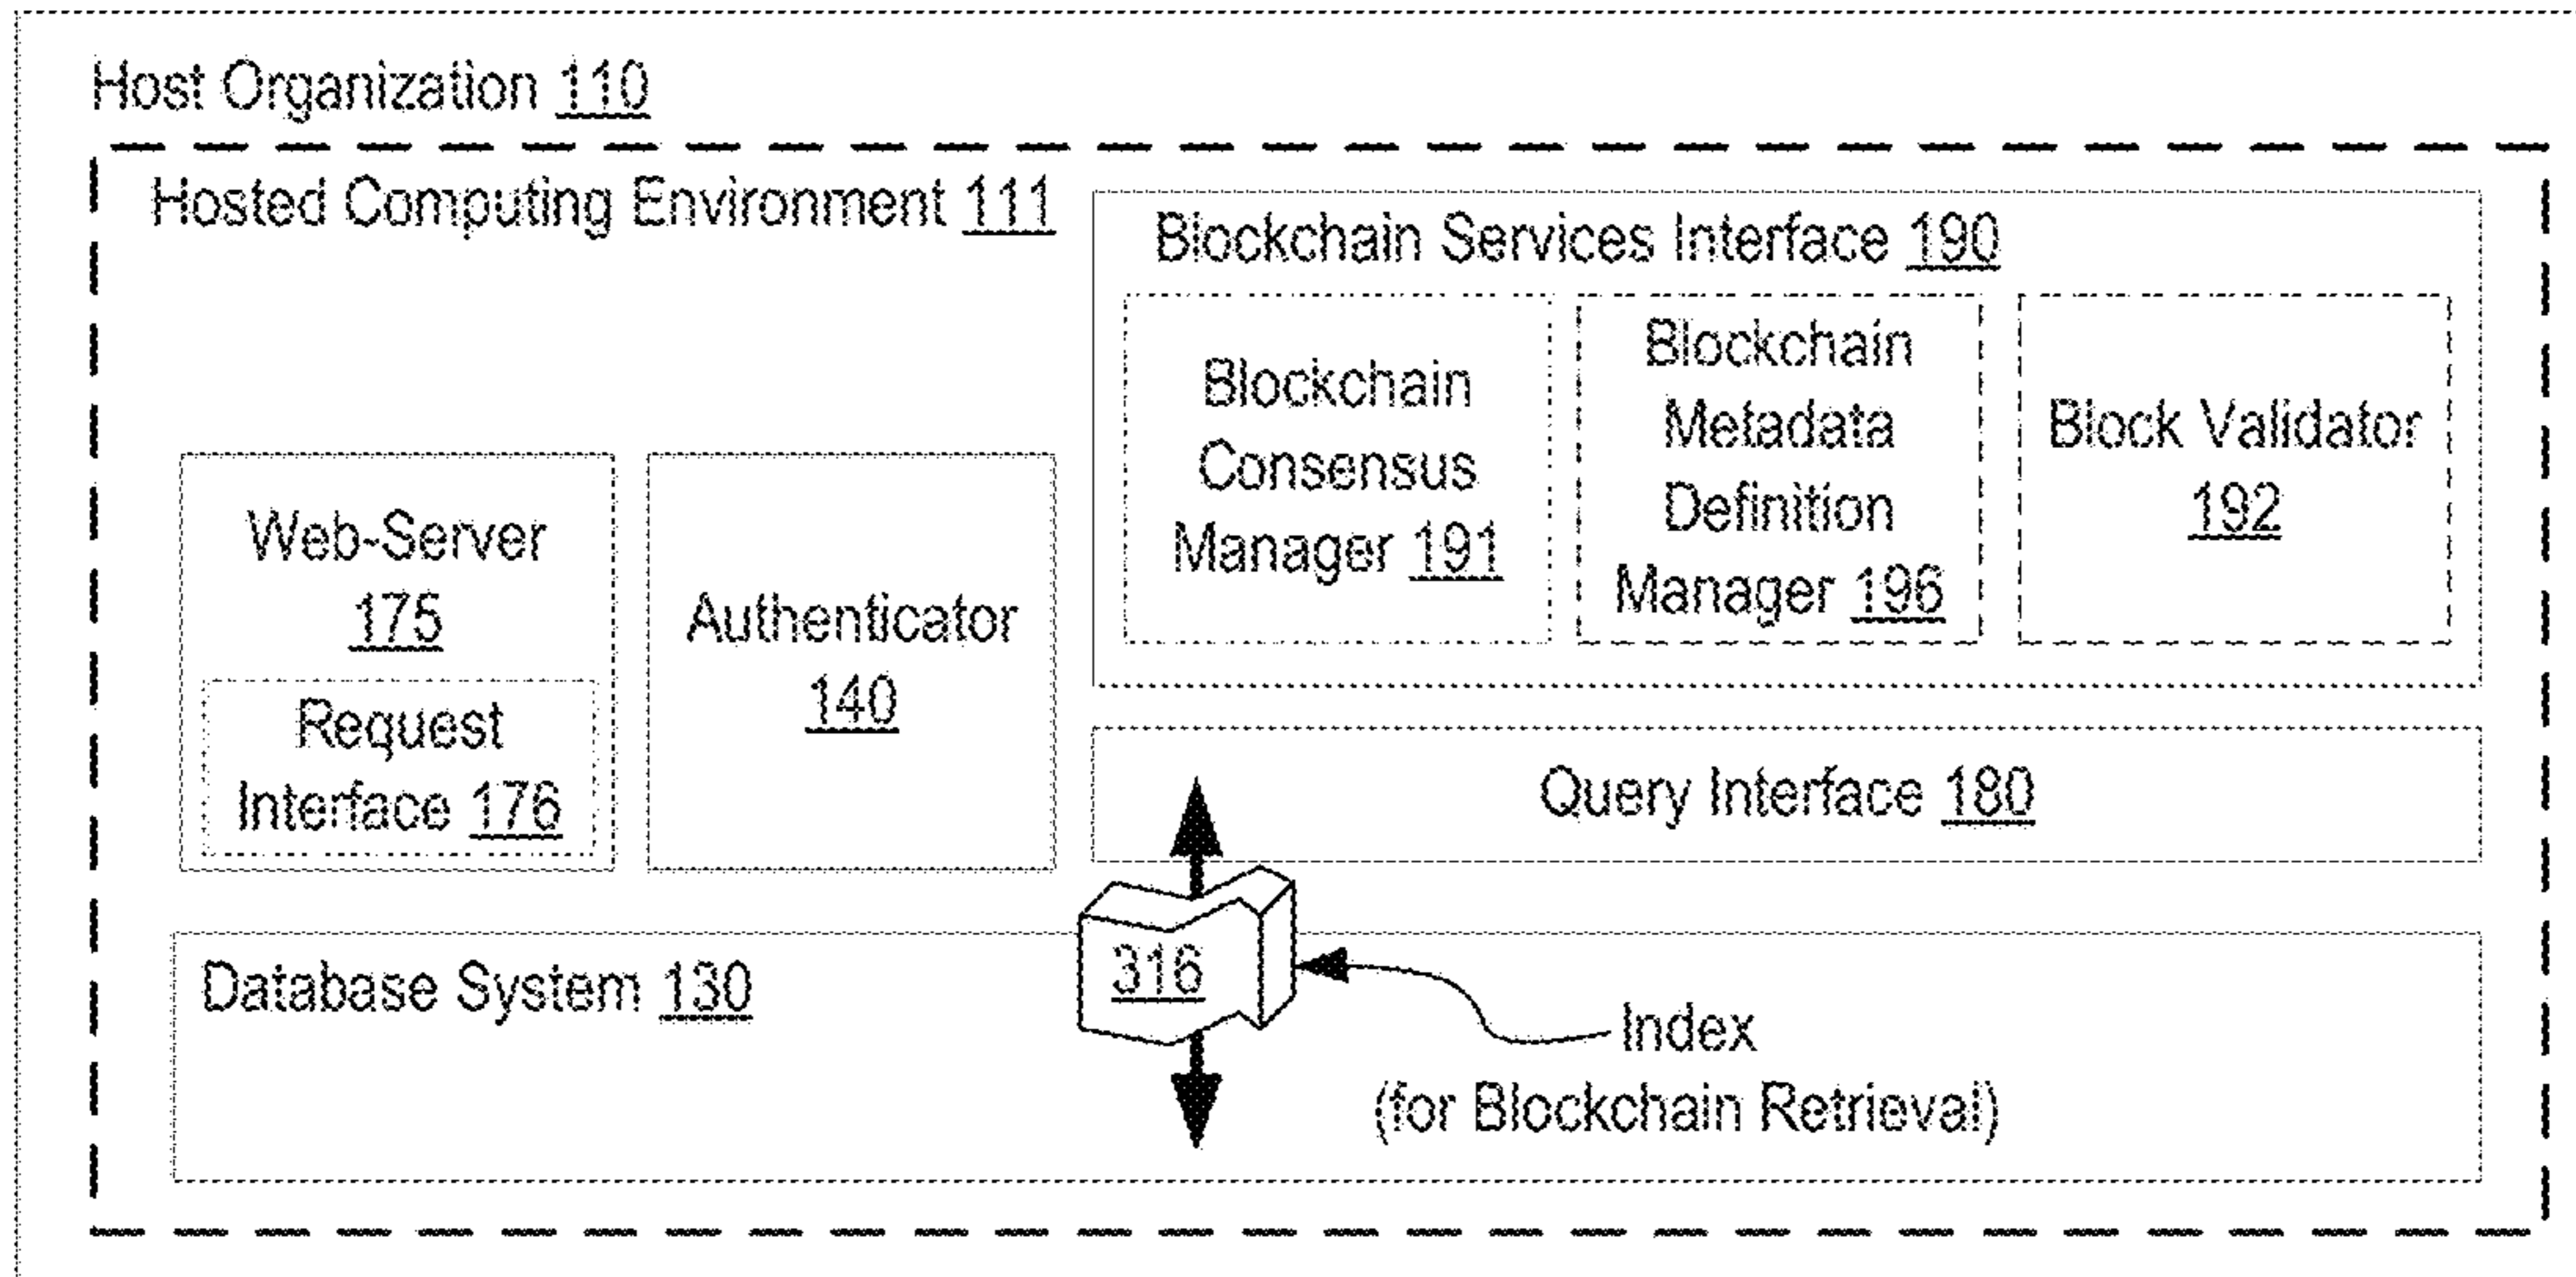 Host Organization 110
Hosted Computing Environment 111
Blockchain Services Interface 190
Blockchain
Consensus
Manager 191
Blockchain
Metadata
Definition
Manager 196
Block Validator
192
Web-Server
175
Request
Interface 176
Authenticator
140
Query Interface 180
Database System 130
316
Index
(for Blockchain Retrieval)